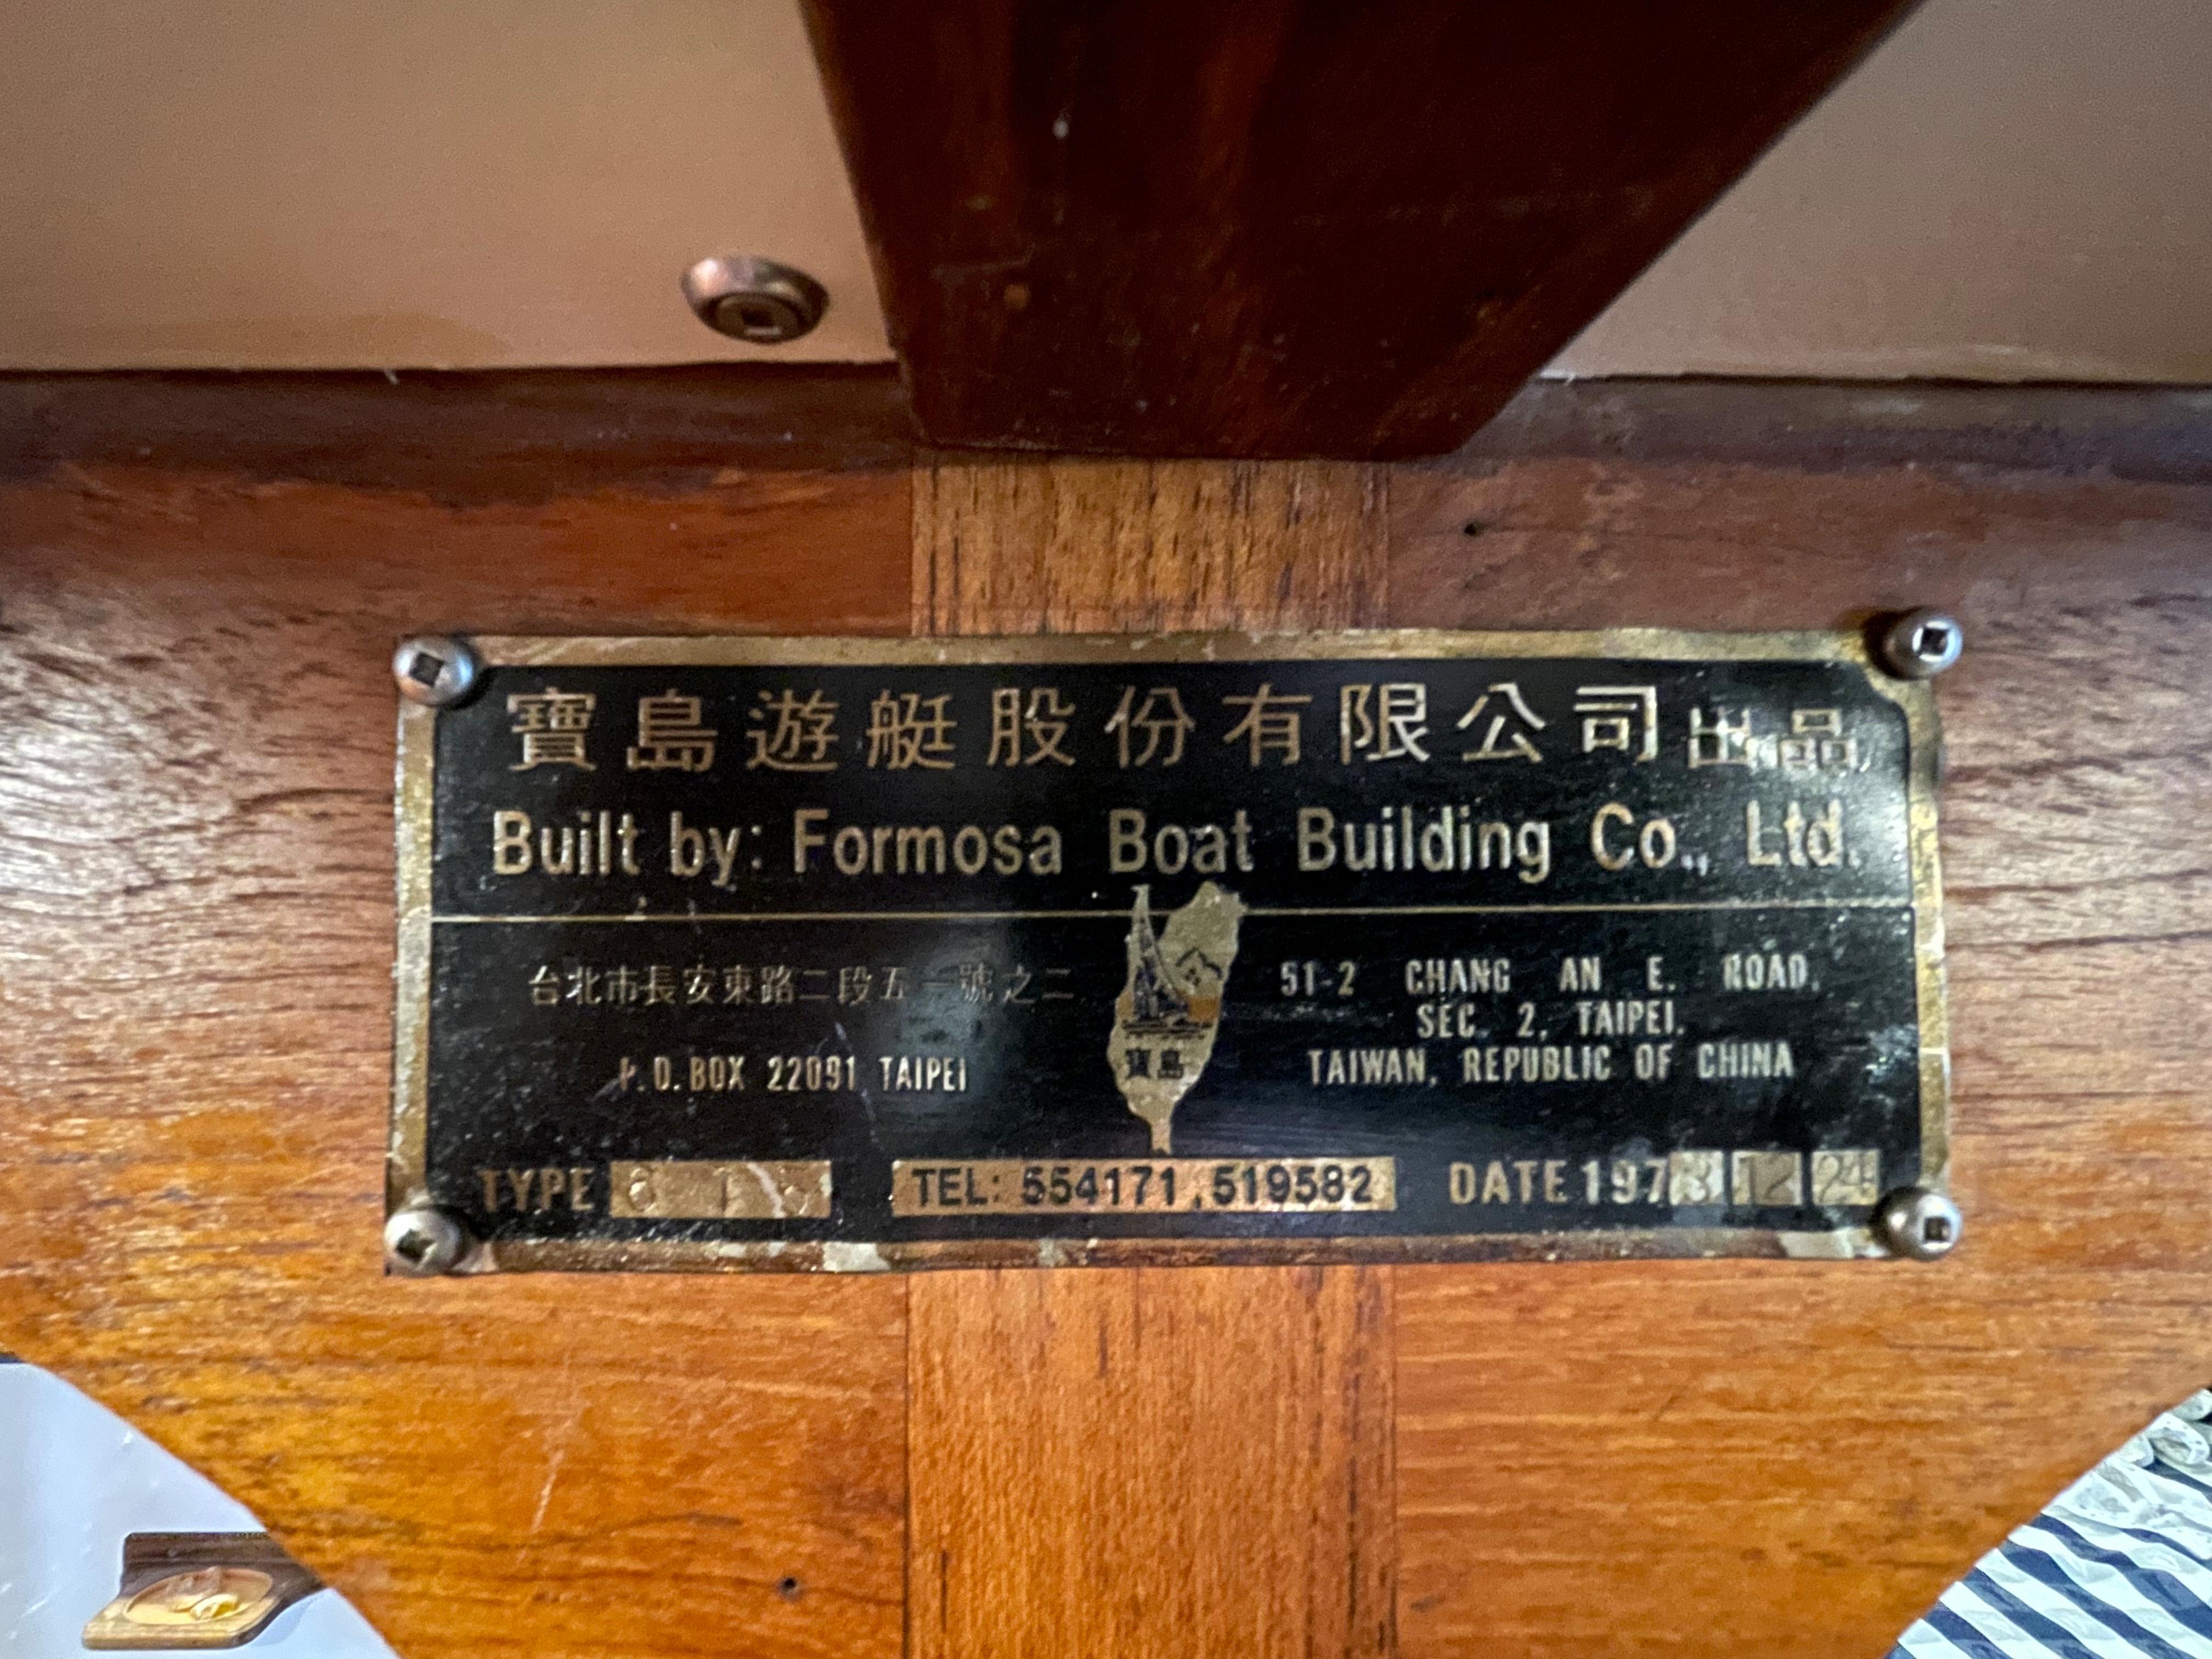 寶島遊艇股份有限公司出品
Built by: Formosa Boat Building Co., Ltd.
台北市長安東路二段五一號之二
P.O.BOX 22091 TAIPEI
寶島
51-2 CHANG AN E. ROAD,
SEC. 2, TAIPEI.
TAIWAN, REPUBLIC OF CHINA
TYPE
TEL: 554171, 519582
DATE 1973 12 24